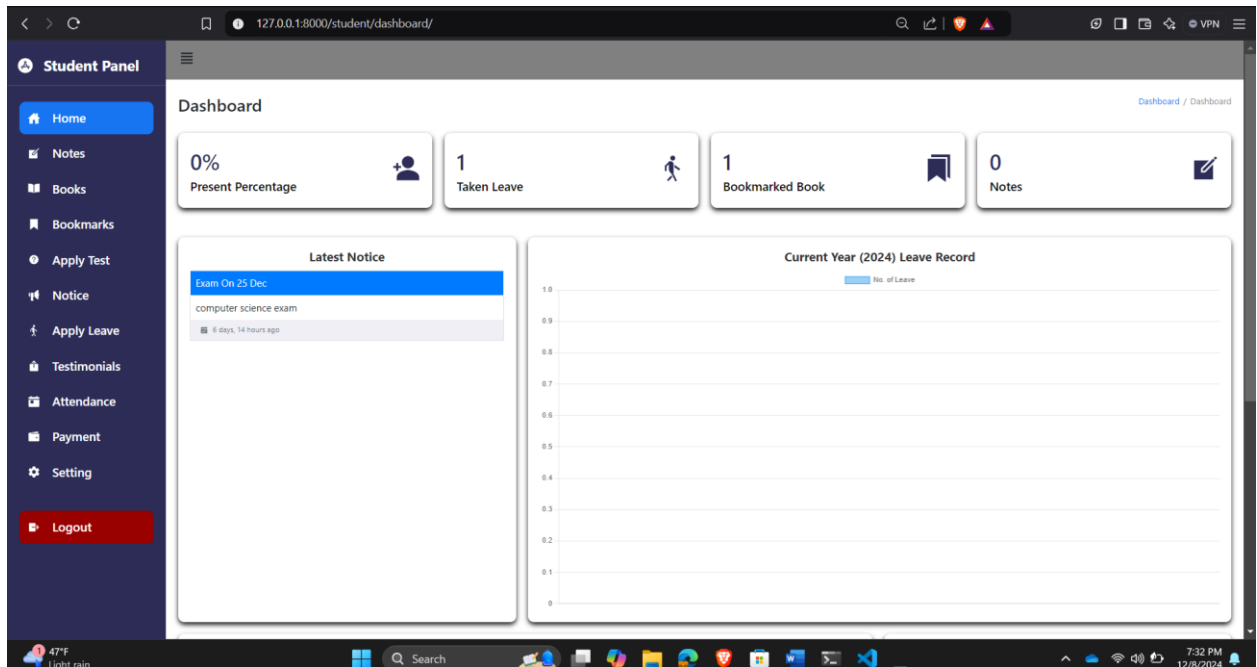 127.0.0.1:8000/student/dashboard/
VPN
Student Panel
Home
Notes
Books
Bookmarks
Apply Test
Notice
Apply Leave
Testimonials
Attendance
Payment
Setting
Logout
Dashboard
Dashboard / Dashboard
0%
Present Percentage
1
Taken Leave
1
Bookmarked Book
0
Notes
Latest Notice
Exam On 25 Dec
computer science exam
6 days, 14 hours ago
Current Year (2024) Leave Record
No. of Leave
1.0
0.9
0.8
0.7
0.6
0.5
0.4
0.3
0.2
0.1
0
1
47°F
Light rain
Search
7:32 PM
12/8/2024